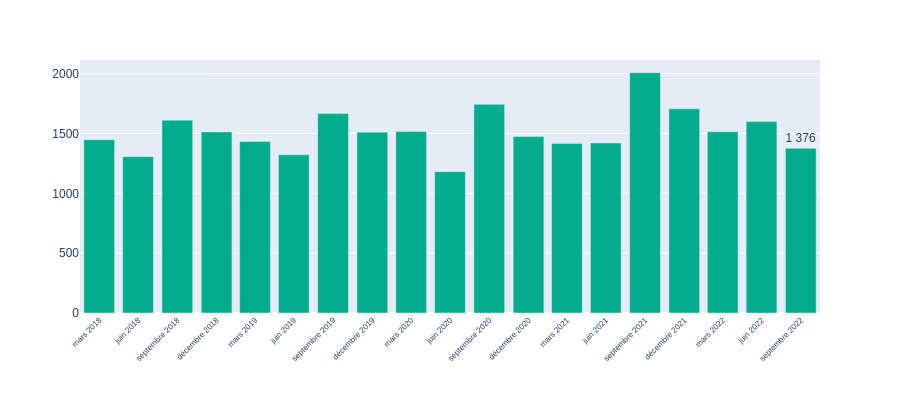 2000
1500
1000
500
0
1 376
mars 2018
juin 2018
septembre 2018
décembre 2018
mars 2019
juin 2019
septembre 2019
décembre 2019
mars 2020
juin 2020
septembre 2020
décembre 2020
mars 2021
juin 2021
septembre 2021
décembre 2021
mars 2022
juin 2022
septembre 2022